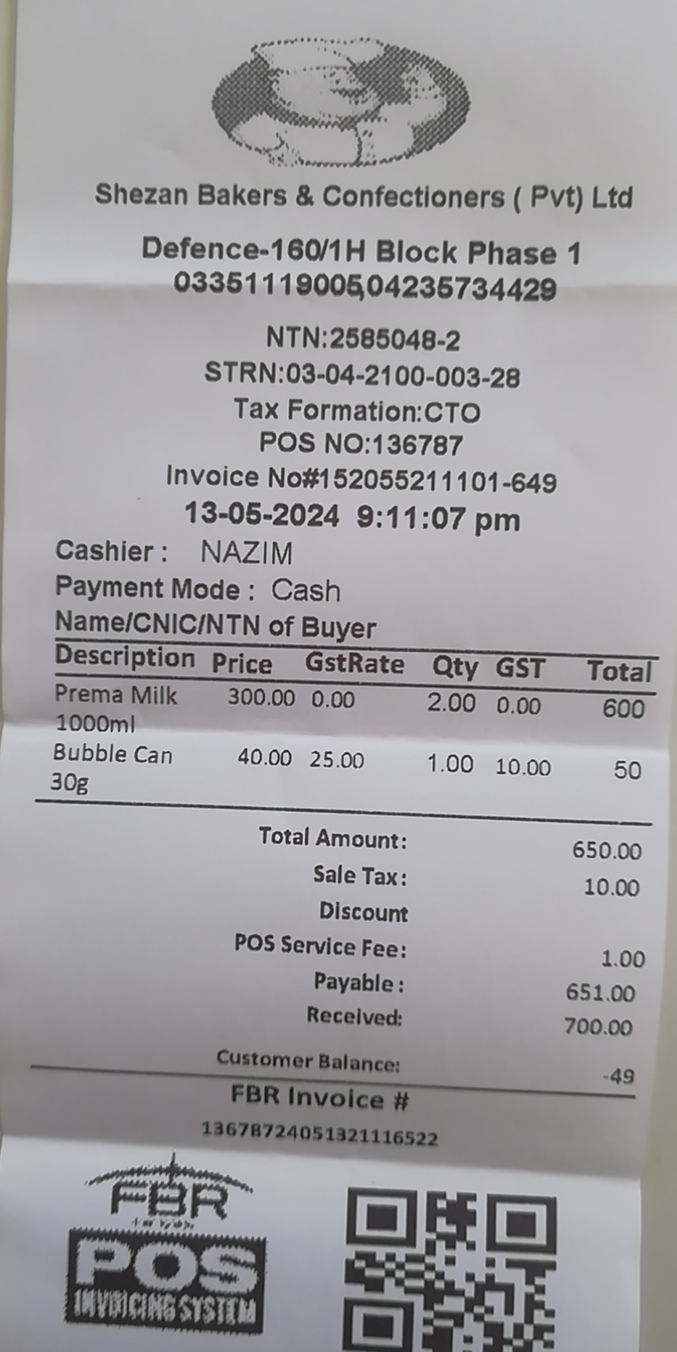 Shezan Bakers & Confectioners ( Pvt) Ltd
Defence-160/1H Block Phase 1
03351119005,04235734429
NTN:2585048-2
STRN:03-04-2100-003-28
Tax Formation:CTO
POS NO:136787
Invoice No#152055211101-649
13-05-2024 9:11:07 pm
Cashier : NAZIM
Payment Mode : Cash
Name/CNIC/NTN of Buyer
Description Price GstRate Qty GST Total
Prema Milk 300.00 0.00 2.00 0.00 600
1000ml
Bubble Can 40.00 25.00 1.00 10.00 50
30g
Total Amount: 650.00
Sale Tax: 10.00
Discount
POS Service Fee: 1.00
Payable : 651.00
Received: 700.00
Customer Balance: -49
FBR Invoice #
13678724051321116522
FBR
POS
INVOICING SYSTEM